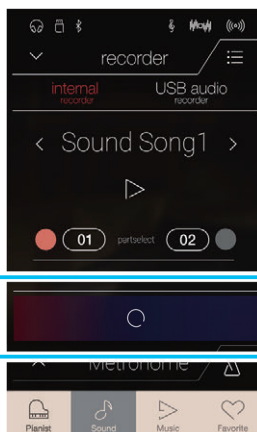 recorder
internal
recorder
USB audio
recorder
< Sound Song1 >
01 partselect 02
Metronome
Pianist Sound Music Favorite